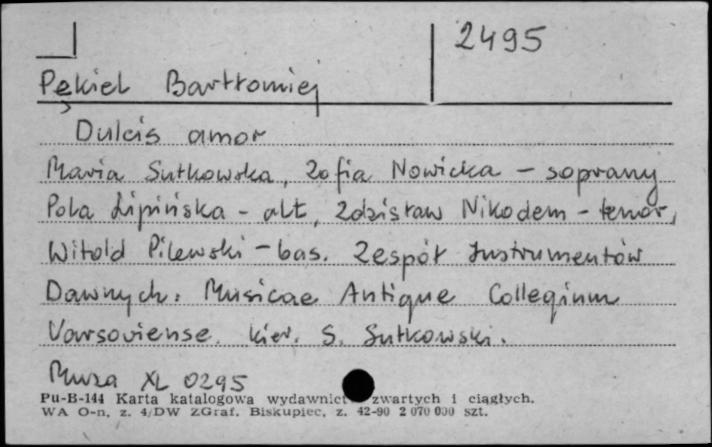 2495
Pękiel Bartłomiej
Dulcis amor
Maria Sutkowska, Zofia Nowicka - soprany
Pola Lipińska - alt, Zdzisław Nikodem - tenor,
Witold Pilewski - bas. Zespół Instrumentów
Dawnych: Musicae Antique Collegium
Varsoviense. kier. S. Sutkowski.
Muza XL 0295
Pu-B-144 Karta katalogowa wydawnict zwartych i ciągłych.
WA O-n, z. 4/DW ZGraf. Biskupiec, z. 42-90 2 070 000 szt.